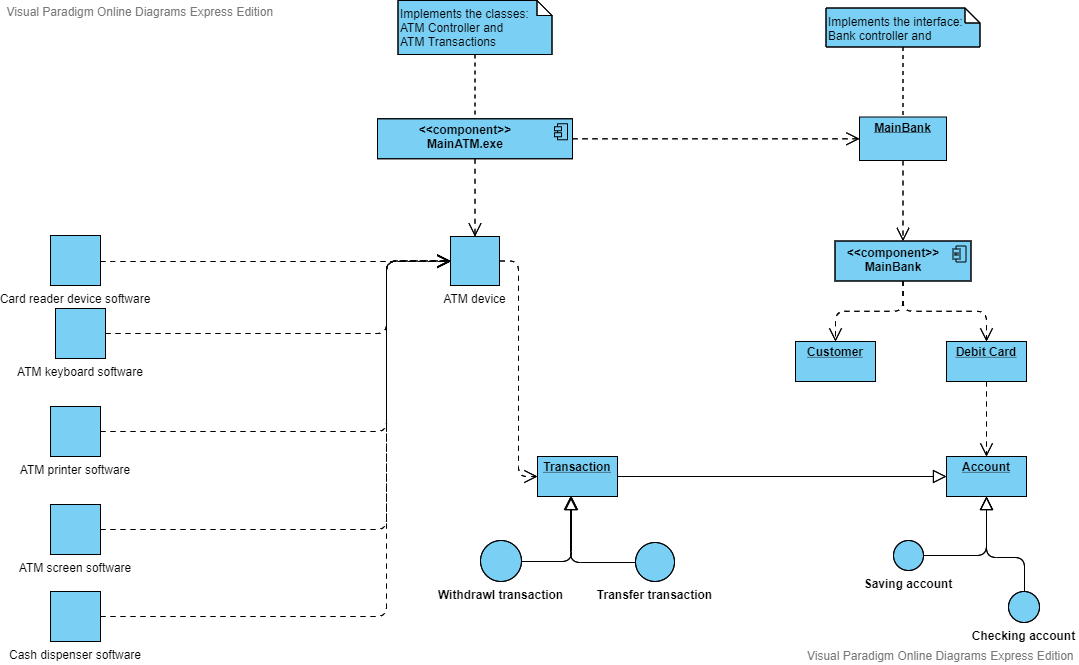 Visual Paradigm Online Diagrams Express Edition
Implements the classes:
ATM Controller and
ATM Transactions
Implements the interface:
Bank controller and
<<component>>
MainATM.exe
MainBank
<<component>>
MainBank
Card reader device software
ATM device
ATM keyboard software
Customer
Debit Card
ATM printer software
Transaction
Account
ATM screen software
Withdrawl transaction
Transfer transaction
Saving account
Checking account
Cash dispenser software
Visual Paradigm Online Diagrams Express Edition